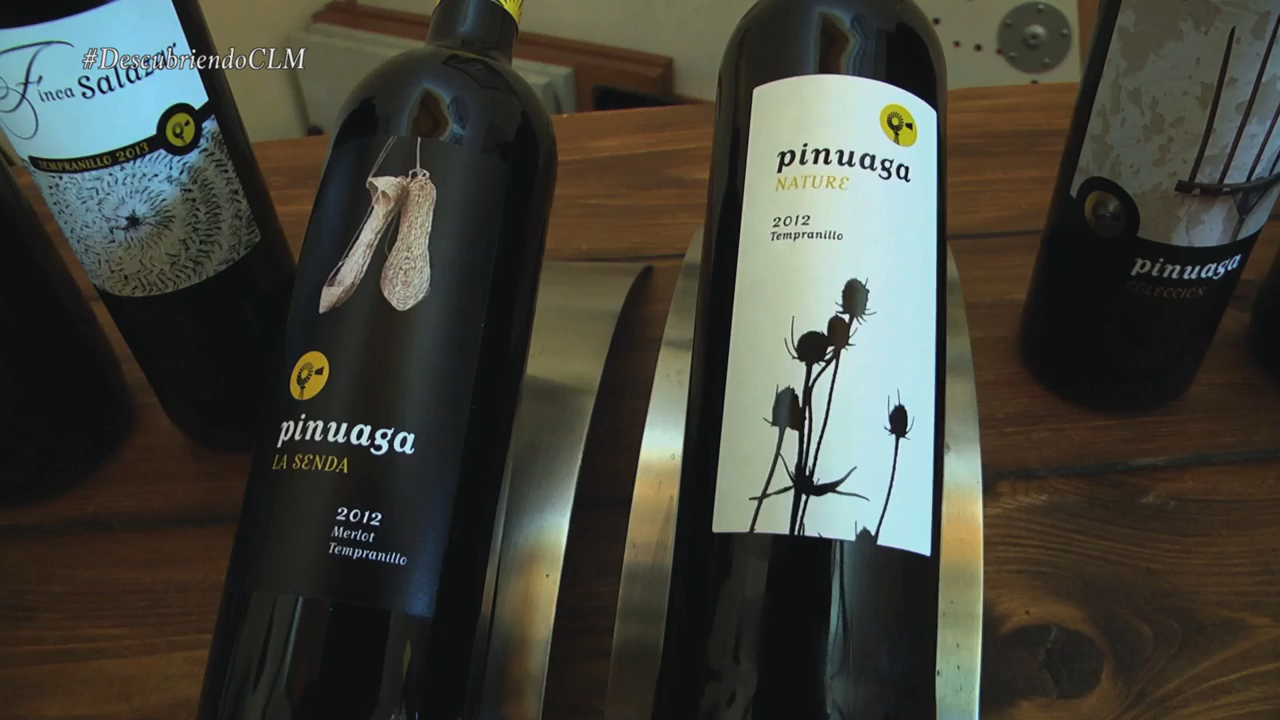 #DescubriendoCLM
Finca Salazar
TEMPRANILLO 2013
pinuaga
LA SENDA
2012
Merlot
Tempranillo
pinuaga
NATURE
2012
Tempranillo
pinuaga
COLECCIÓN